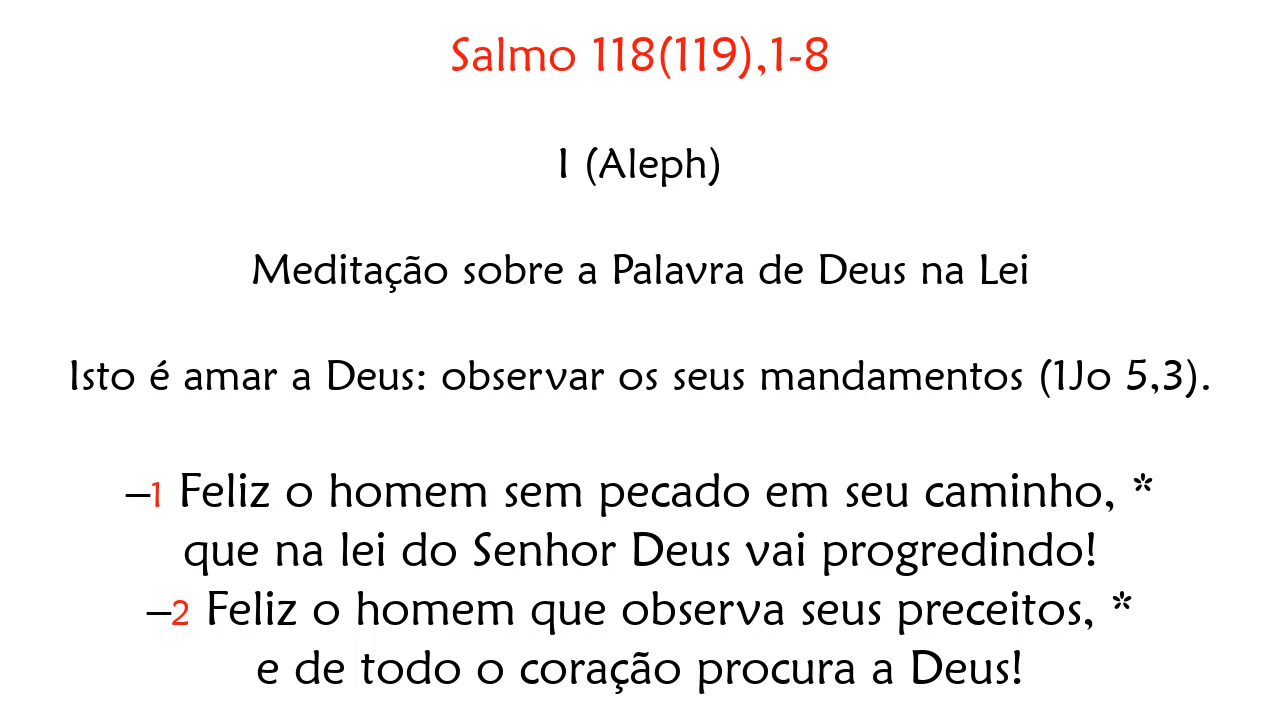 Salmo 118(119),1-8
I (Aleph)
Meditação sobre a Palavra de Deus na Lei
Isto é amar a Deus: observar os seus mandamentos (1Jo 5,3).
–1 Feliz o homem sem pecado em seu caminho, *
que na lei do Senhor Deus vai progredindo!
–2 Feliz o homem que observa seus preceitos, *
e de todo o coração procura a Deus!